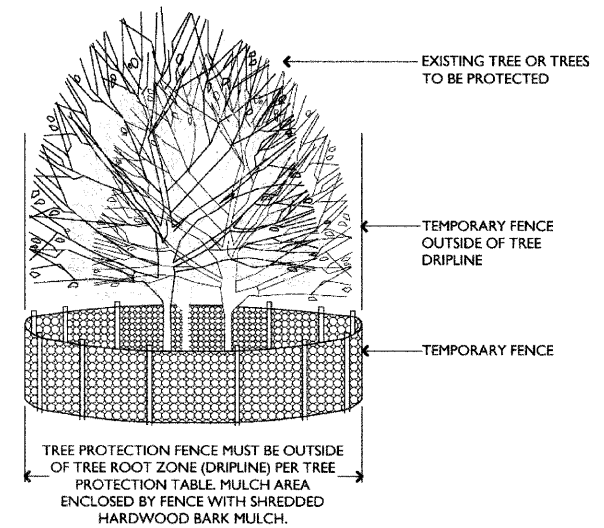 EXISTING TREE OR TREES
TO BE PROTECTED
TEMPORARY FENCE
OUTSIDE OF TREE
DRIPLINE
TEMPORARY FENCE
TREE PROTECTION FENCE MUST BE OUTSIDE
OF TREE ROOT ZONE (DRIPLINE) PER TREE
PROTECTION TABLE. MULCH AREA
ENCLOSED BY FENCE WITH SHREDDED
HARDWOOD BARK MULCH.